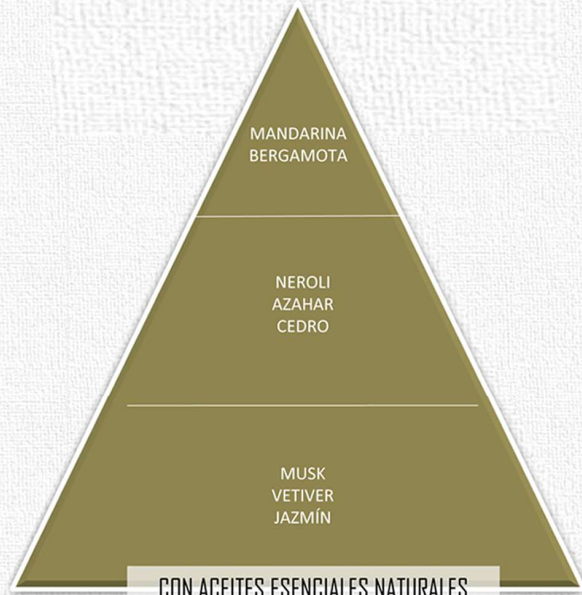 MANDARINA
BERGAMOTA
NEROLI
AZAHAR
CEDRO
MUSK
VETIVER
JAZMÍN
CON ACEITES ESENCIALES NATURALES